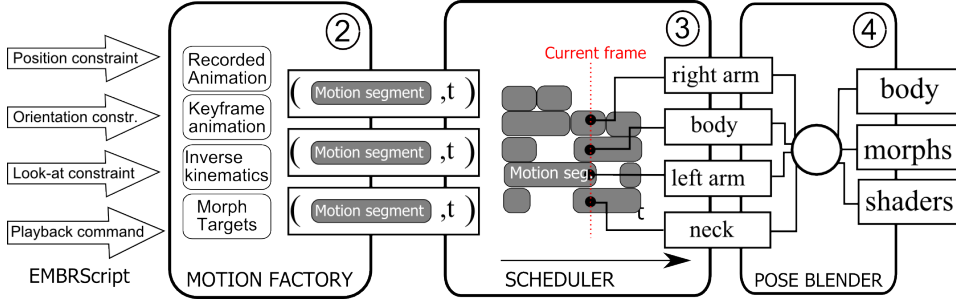 Position constraint
Orientation constr.
Look-at constraint
Playback command
EMBRScript
2
Recorded
Animation
Keyframe
animation
Inverse
kinematics
Morph
Targets
MOTION FACTORY
( Motion segment ,t )
( Motion segment ,t )
( Motion segment ,t )
3
Current frame
Motion seg
t
SCHEDULER
right arm
body
left arm
neck
4
body
morphs
shaders
POSE BLENDER